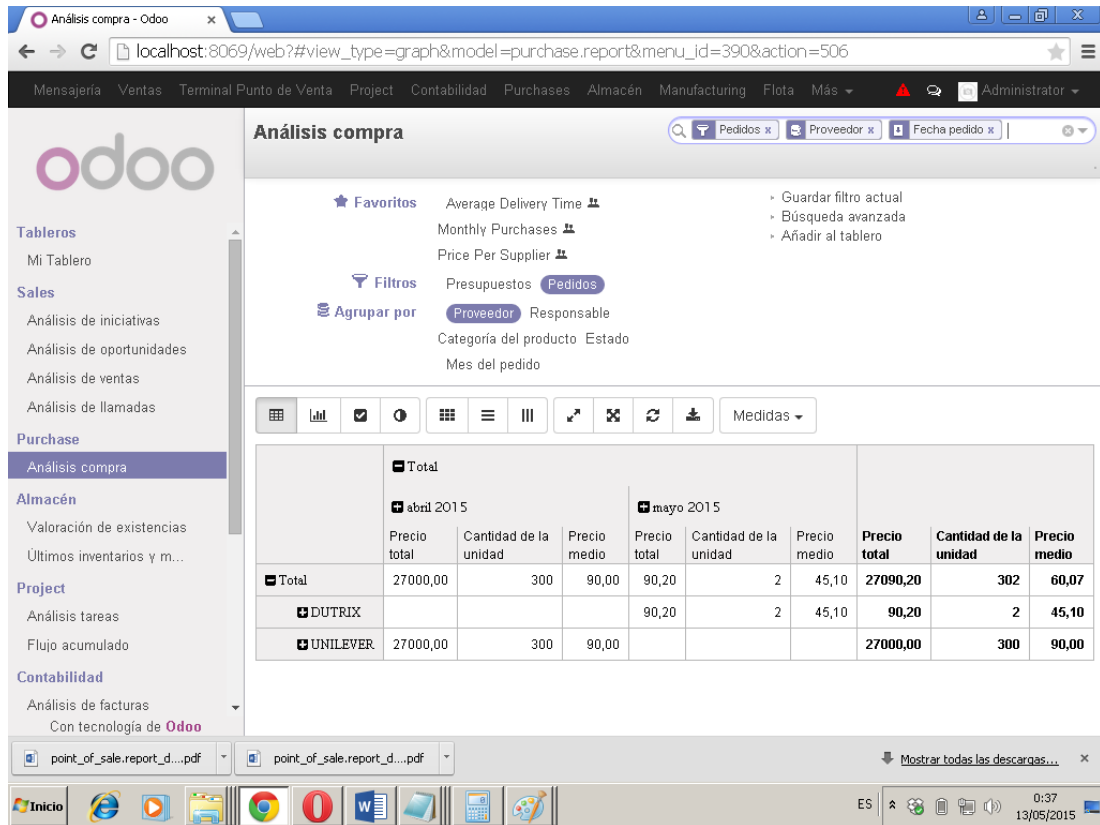 Análisis compra - Odoo
localhost:8069/web?#view_type=graph&model=purchase.report&menu_id=390&action=506
Mensajería Ventas Terminal Punto de Venta Project Contabilidad Purchases Almacén Manufacturing Flota Más Administrator
odoo
Tableros
Mi Tablero
Sales
Análisis de iniciativas
Análisis de oportunidades
Análisis de ventas
Análisis de llamadas
Purchase
Análisis compra
Almacén
Valoración de existencias
Últimos inventarios y m...
Project
Análisis tareas
Flujo acumulado
Contabilidad
Análisis de facturas
Con tecnología de Odoo
Análisis compra
Pedidos x Proveedor x Fecha pedido x
Favoritos Average Delivery Time
Monthly Purchases
Price Per Supplier
Filtros Presupuestos Pedidos
Agrupar por Proveedor Responsable
Categoría del producto Estado
Mes del pedido
Guardar filtro actual
Búsqueda avanzada
Añadir al tablero
Medidas
Total
abril 2015 mayo 2015
Precio total Cantidad de la unidad Precio medio Precio total Cantidad de la unidad Precio medio Precio total Cantidad de la unidad Precio medio
Total 27000,00 300 90,00 90,20 2 45,10 27090,20 302 60,07
DUTRIX 90,20 2 45,10 90,20 2 45,10
UNILEVER 27000,00 300 90,00 27000,00 300 90,00
point_of_sale.report_d....pdf point_of_sale.report_d....pdf Mostrar todas las descargas...
Inicio ES 0:37
13/05/2015